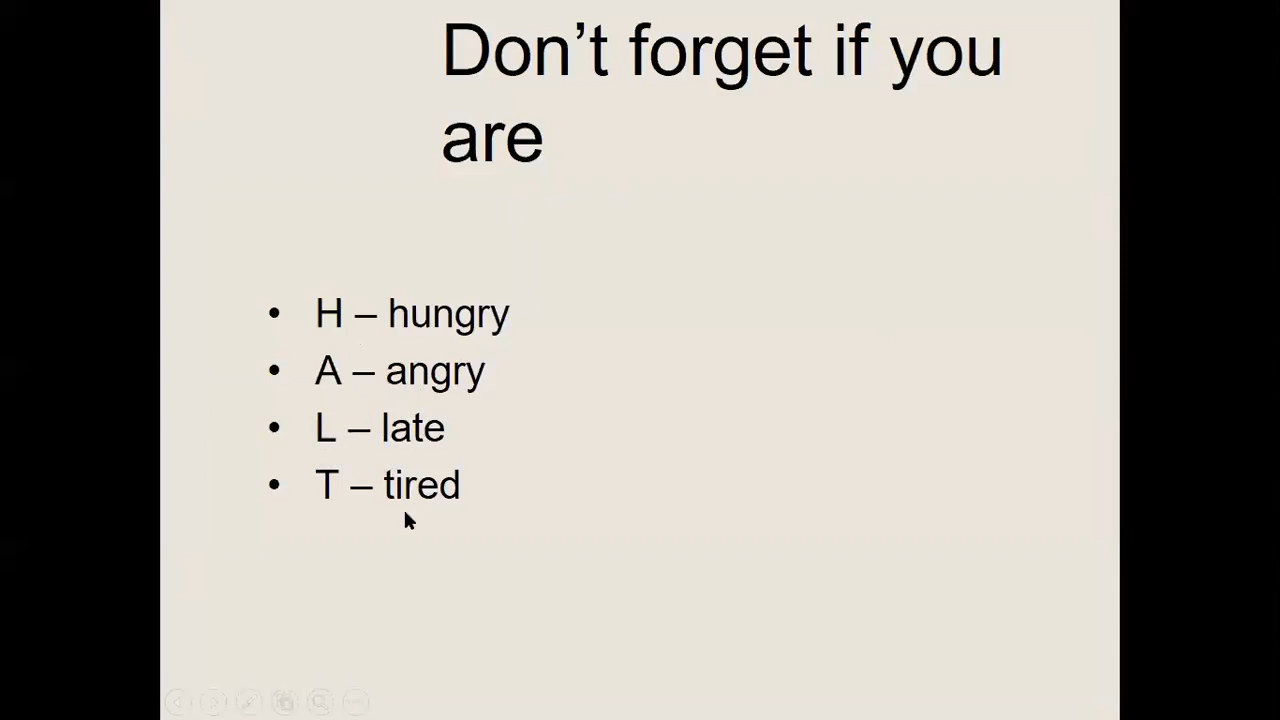 Don’t forget if you
are
• H – hungry
• A – angry
• L – late
• T – tired